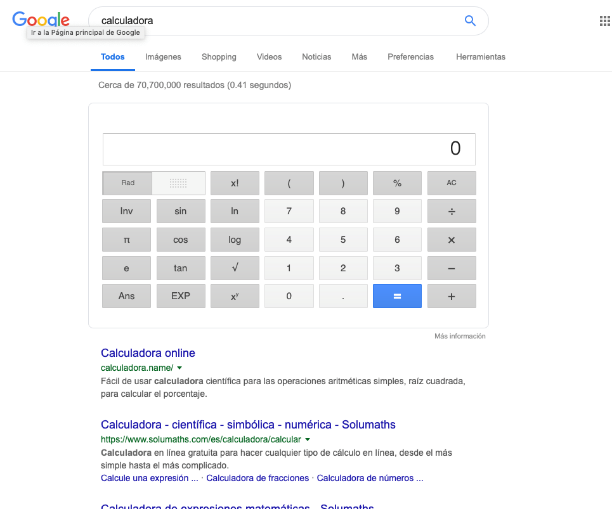 Google
calculadora
Ir a la Página principal de Google
Todos Imágenes Shopping Videos Noticias Más Preferencias Herramientas
Cerca de 70,700,000 resultados (0.41 segundos)
0
Rad x! ( ) % AC
Inv sin ln 7 8 9 ÷
π cos log 4 5 6 ×
e tan √ 1 2 3 −
Ans EXP xʸ 0 . = +
Más información
Calculadora online
calculadora.name/
Fácil de usar calculadora científica para las operaciones aritméticas simples, raíz cuadrada,
para calcular el porcentaje.
Calculadora - científica - simbólica - numérica - Solumaths
https://www.solumaths.com/es/calculadora/calcular
Calculadora en línea gratuita para hacer cualquier tipo de cálculo en línea, desde el más
simple hasta el más complicado.
Calcule una expresión ... · Calculadora de fracciones · Calculadora de números ...
Calculadora de expresiones matemáticas - Solumaths